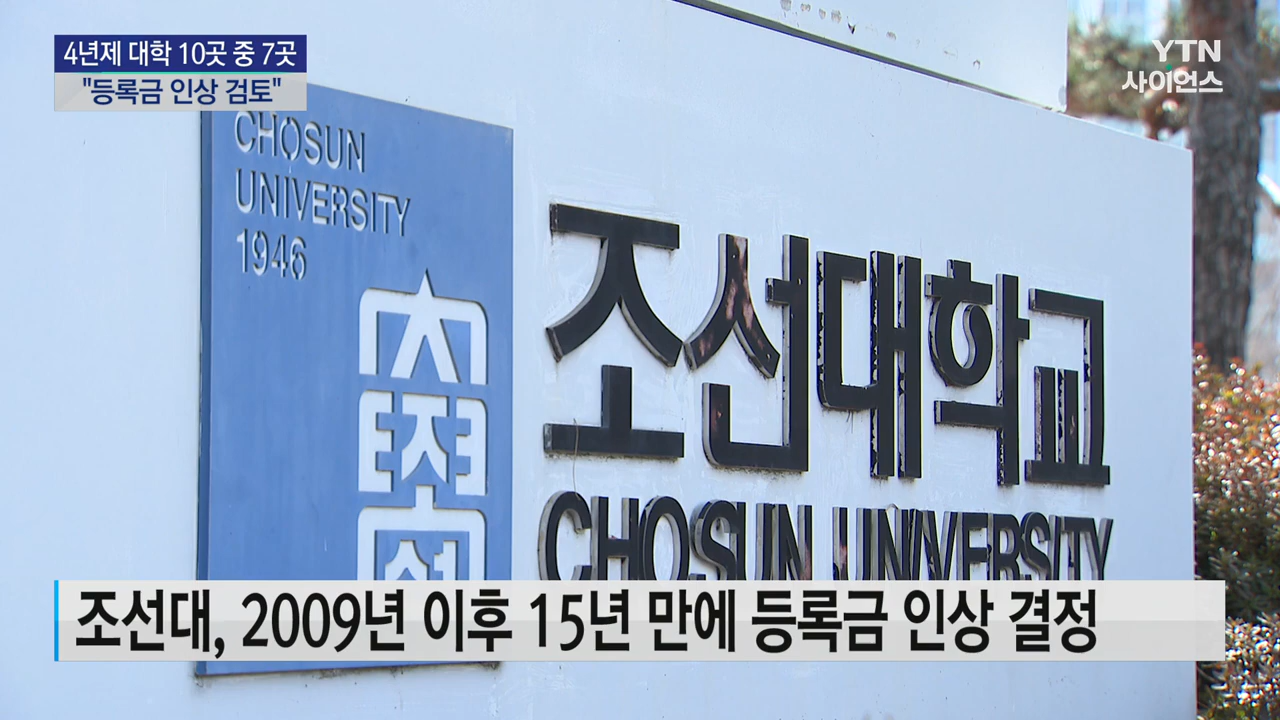 4년제 대학 10곳 중 7곳
"등록금 인상 검토"
YTN
사이언스
CHOSUN
UNIVERSITY
1946
조선대학교
CHOSUN UNIVERSITY
조선대, 2009년 이후 15년 만에 등록금 인상 결정